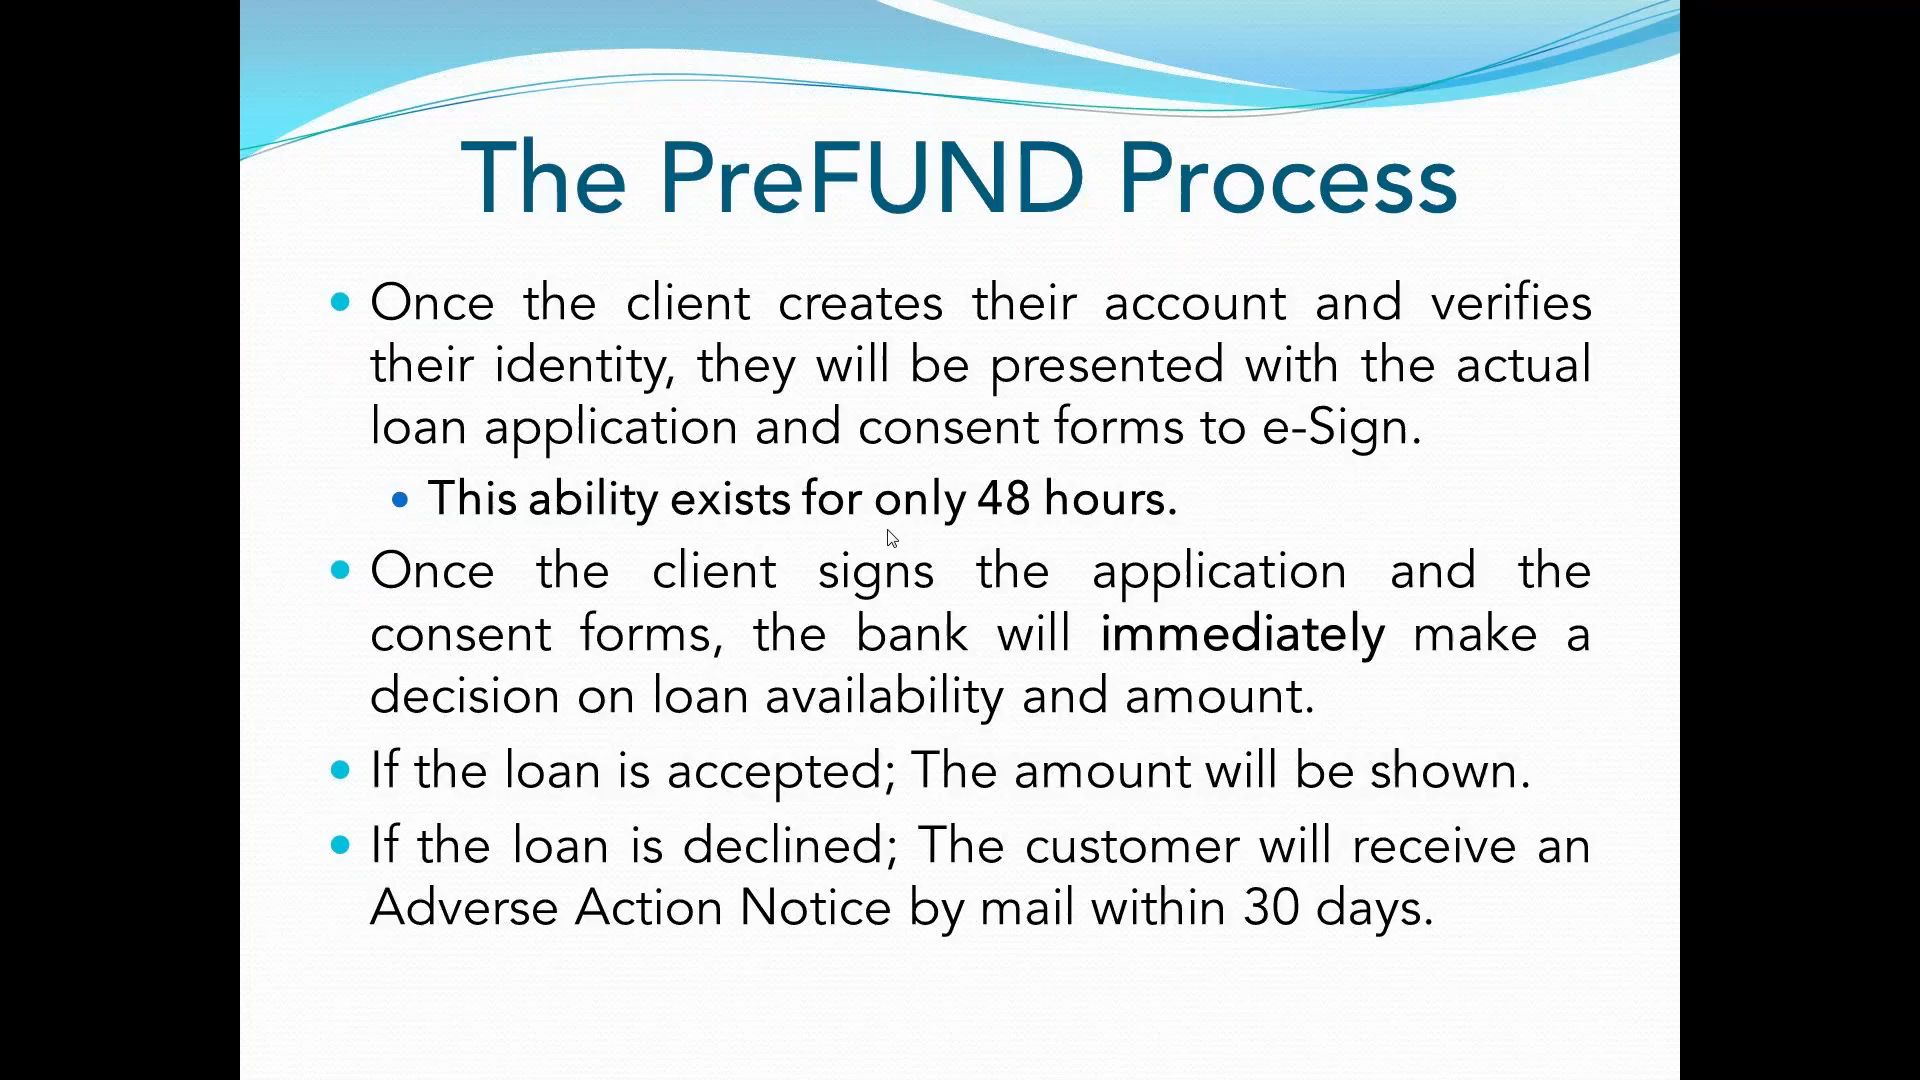 The PreFUND Process
• Once the client creates their account and verifies
their identity, they will be presented with the actual
loan application and consent forms to e-Sign.
• This ability exists for only 48 hours.
• Once the client signs the application and the
consent forms, the bank will immediately make a
decision on loan availability and amount.
• If the loan is accepted; The amount will be shown.
• If the loan is declined; The customer will receive an
Adverse Action Notice by mail within 30 days.